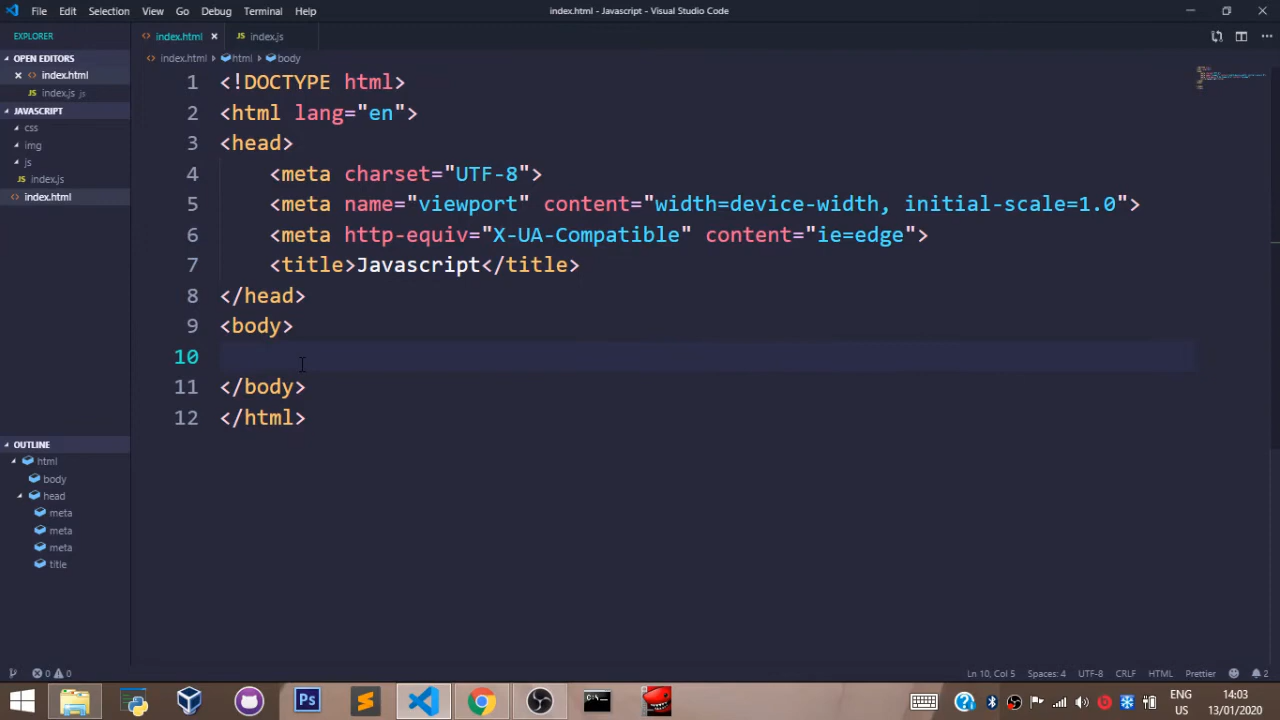 File Edit Selection View Go Debug Terminal Help index.html - Javascript - Visual Studio Code
EXPLORER
OPEN EDITORS
index.html
index.js js
JAVASCRIPT
css
img
js
index.js
index.html
OUTLINE
html
body
head
meta
meta
meta
title
index.html index.js
index.html html body
1 <!DOCTYPE html>
2 <html lang="en">
3 <head>
4 <meta charset="UTF-8">
5 <meta name="viewport" content="width=device-width, initial-scale=1.0">
6 <meta http-equiv="X-UA-Compatible" content="ie=edge">
7 <title>Javascript</title>
8 </head>
9 <body>
10
11 </body>
12 </html>
0 0 Ln 10, Col 5 Spaces: 4 UTF-8 CRLF HTML Prettier 2
Ps ENG 14:03
US 13/01/2020